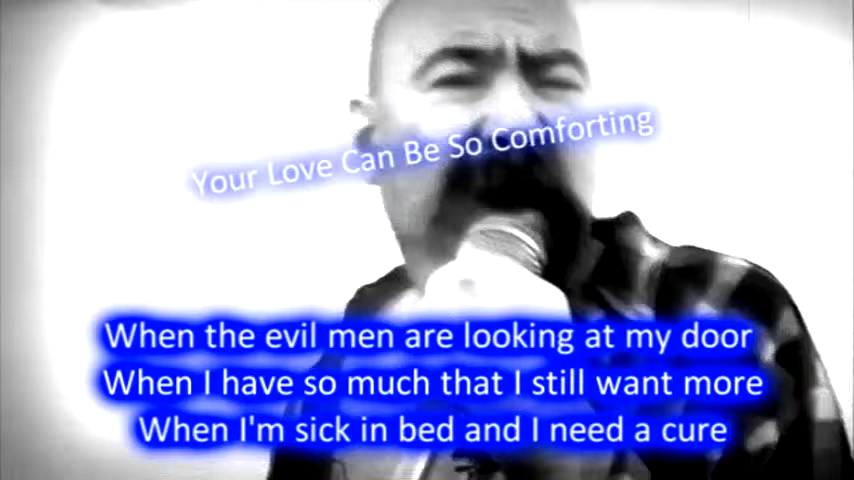 Your Love Can Be So Comforting
When the evil men are looking at my door
When I have so much that I still want more
When I'm sick in bed and I need a cure